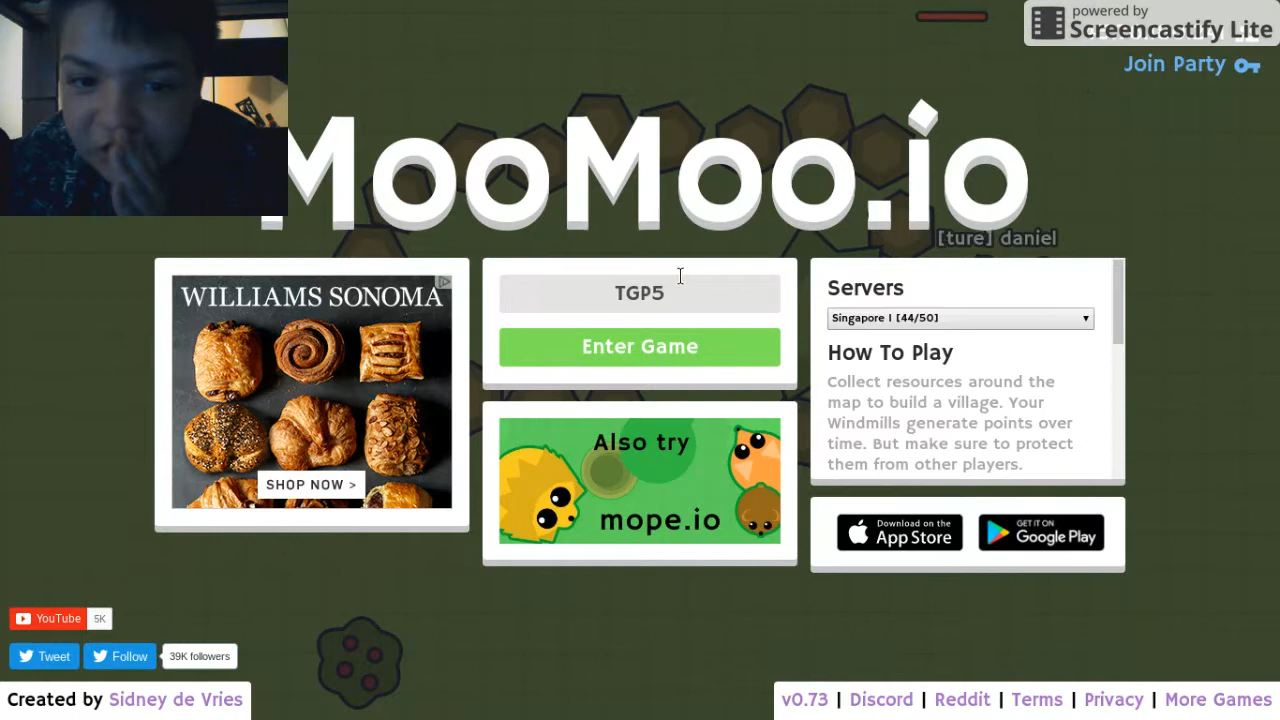 powered by
Screencastify Lite
Join Party
MooMoo.io
[ture] daniel
WILLIAMS SONOMA
SHOP NOW >
TGP5
Enter Game
Also try
mope.io
Servers
Singapore 1 [44/50]
How To Play
Collect resources around the
map to build a village. Your
Windmills generate points over
time. But make sure to protect
them from other players.
Download on the
App Store
GET IT ON
Google Play
YouTube 5K
Tweet Follow 39K followers
Created by Sidney de Vries
v0.73 | Discord | Reddit | Terms | Privacy | More Games